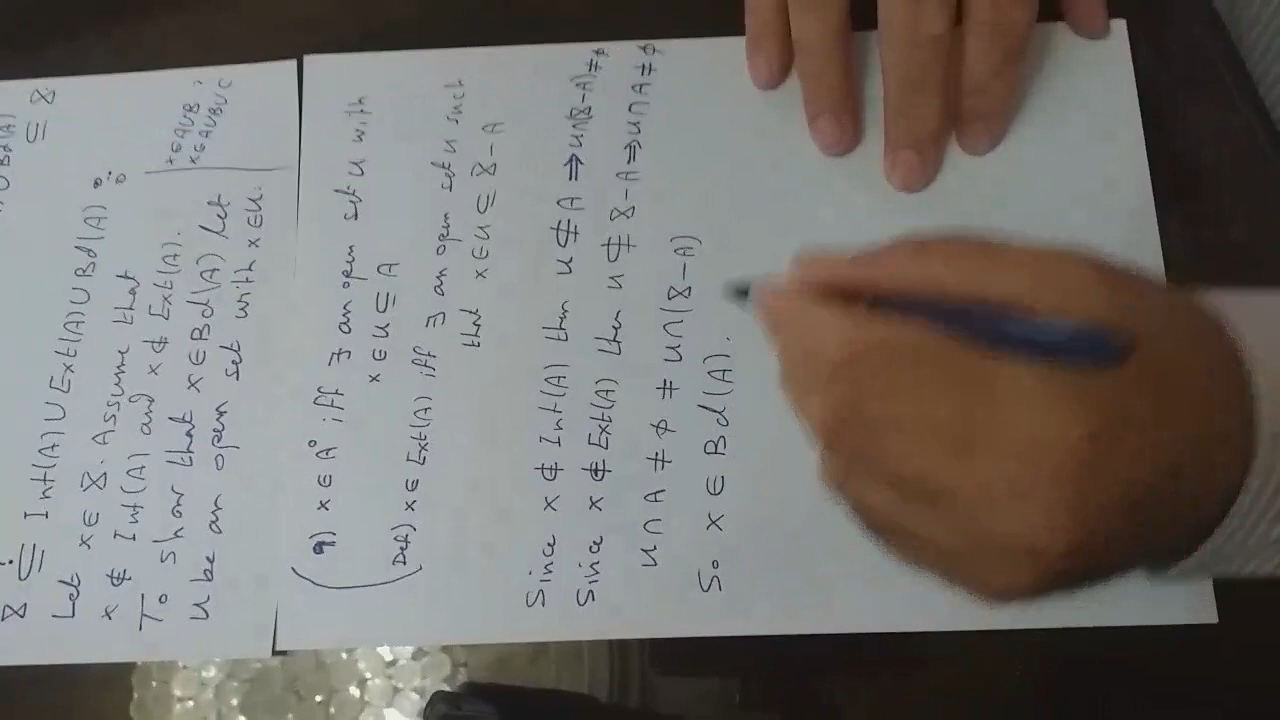 ∪ Bd(A)
⊆ X
X ⊆ Int(A) ∪ Ext(A) ∪ Bd(A) :
Let x ∈ X. Assume that
x ∉ Int(A) and x ∉ Ext(A).
To show that x ∈ Bd(A) let
U be an open set with x ∈ U.
x ∈ A∪B ;
x ∈ A∪B∪C
9) x ∈ A° iff ∃ an open set U with
x ∈ U ⊆ A
Def) x ∈ Ext(A) iff ∃ an open set U such
that x ∈ U ⊆ X − A
Since x ∉ Int(A) then U ⊈ A ⇒ U∩(X−A) ≠ ϕ
Since x ∉ Ext(A) then U ⊈ X−A ⇒ U∩A ≠ ϕ
U∩A ≠ ϕ ≠ U∩(X−A)
So x ∈ Bd(A).